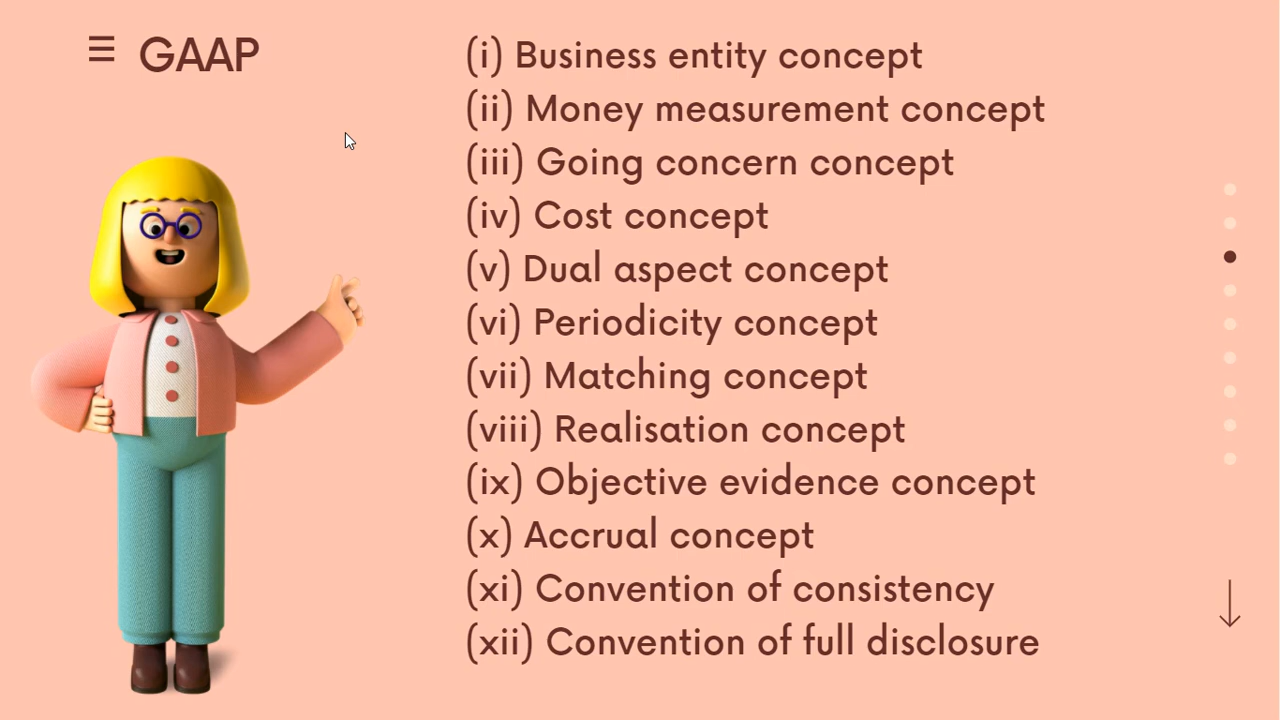 GAAP
(i) Business entity concept
(ii) Money measurement concept
(iii) Going concern concept
(iv) Cost concept
(v) Dual aspect concept
(vi) Periodicity concept
(vii) Matching concept
(viii) Realisation concept
(ix) Objective evidence concept
(x) Accrual concept
(xi) Convention of consistency
(xii) Convention of full disclosure